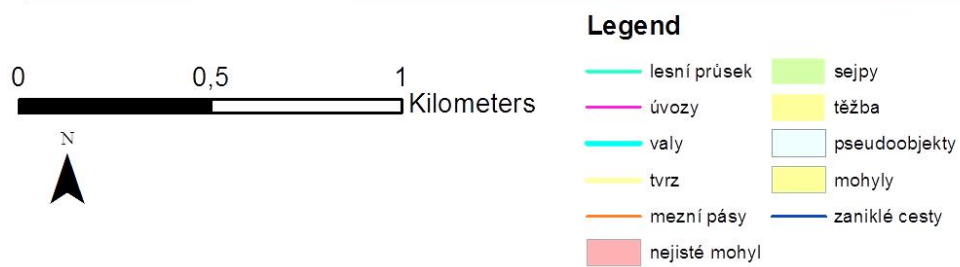 Legend
0 0,5 1
Kilometers
N
lesní průsek
úvozy
valy
tvrz
mezní pásy
nejisté mohyl
sejpy
těžba
pseudoobjekty
mohyly
zaniklé cesty